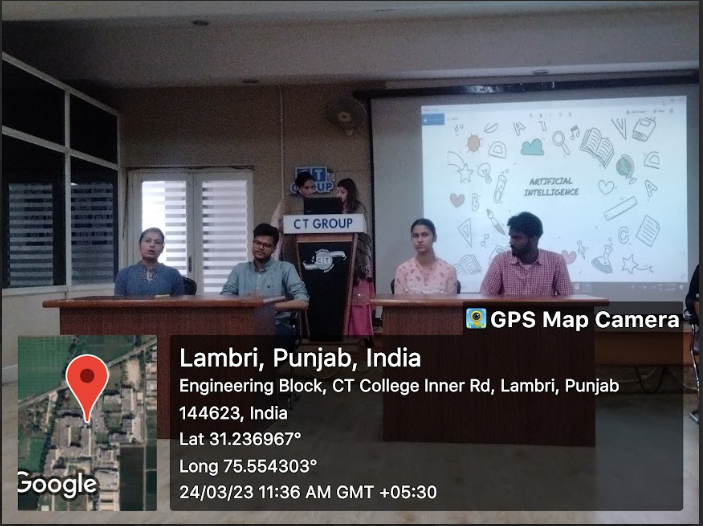 ARTIFICIAL
INTELLIGENCE
CT
GROUP
CT GROUP
GPS Map Camera
Lambri, Punjab, India
Engineering Block, CT College Inner Rd, Lambri, Punjab
144623, India
Lat 31.236967°
Long 75.554303°
24/03/23 11:36 AM GMT +05:30
Google